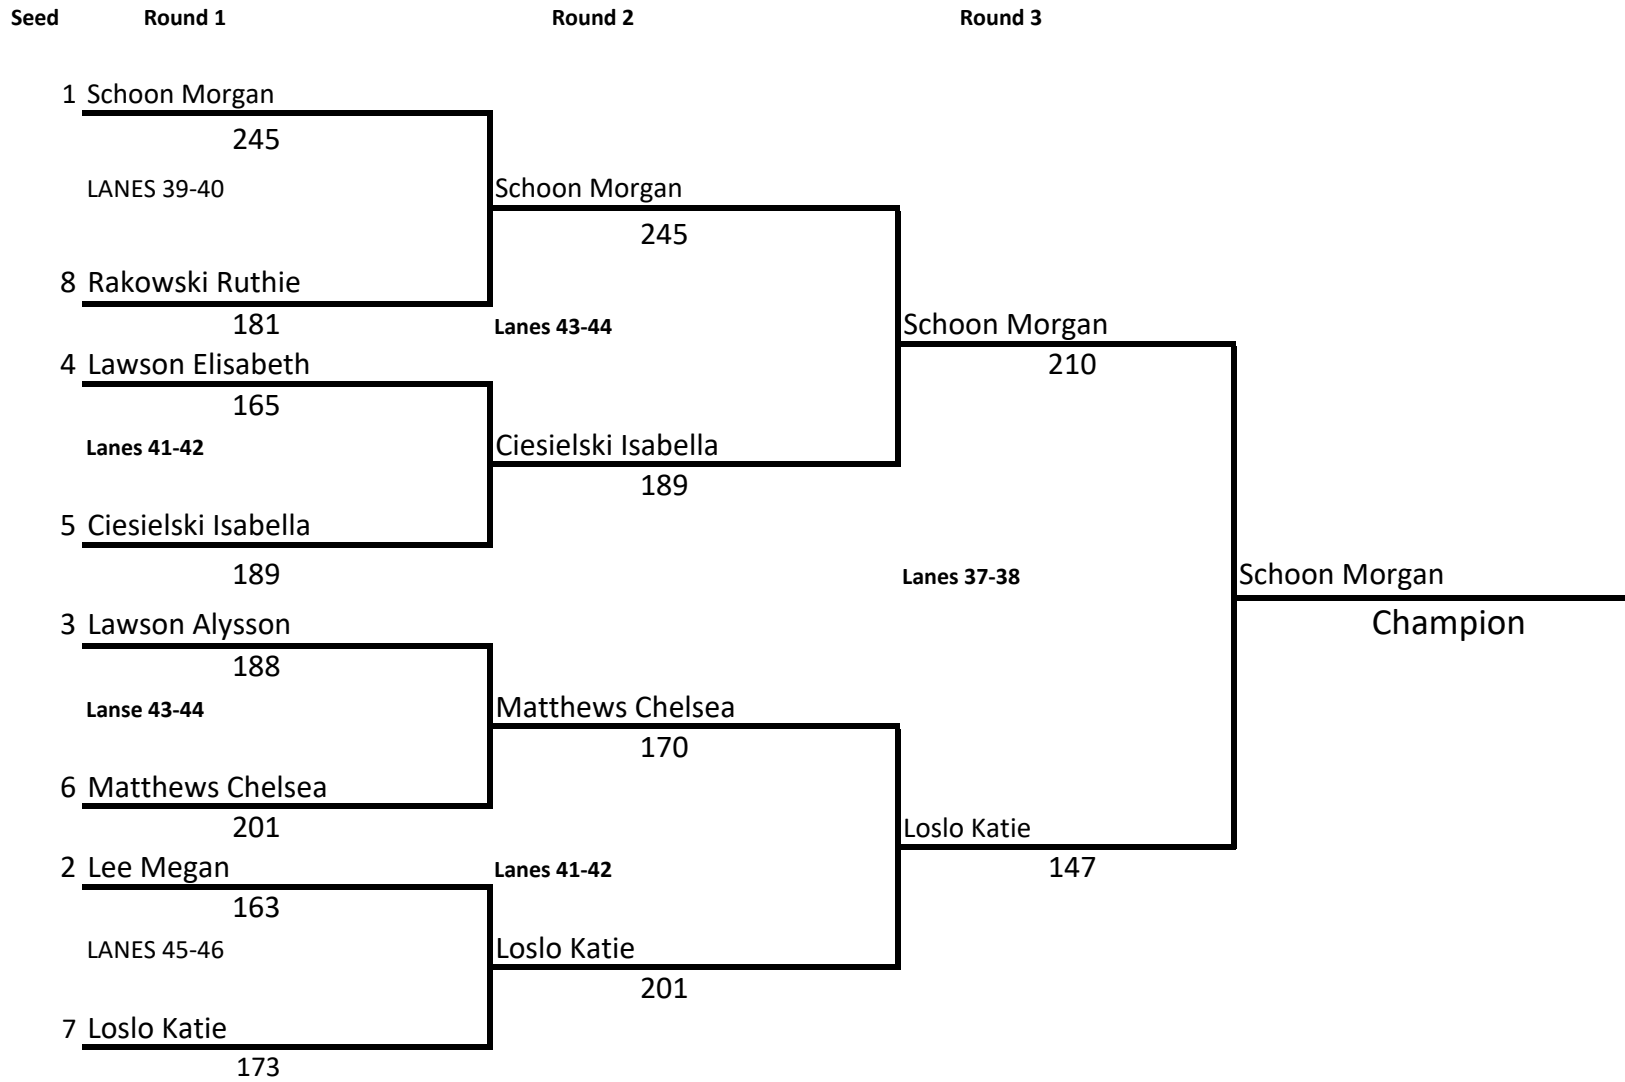 Seed Round 1 Round 2 Round 3
1 Schoon Morgan
245
LANES 39-40 Schoon Morgan
245
8 Rakowski Ruthie
181 Lanes 43-44 Schoon Morgan
4 Lawson Elisabeth 210
165
Lanes 41-42 Ciesielski Isabella
189
5 Ciesielski Isabella
189 Lanes 37-38 Schoon Morgan
3 Lawson Alysson Champion
188
Lanse 43-44 Matthews Chelsea
170
6 Matthews Chelsea
201 Loslo Katie
2 Lee Megan Lanes 41-42 147
163
LANES 45-46 Loslo Katie
201
7 Loslo Katie
173